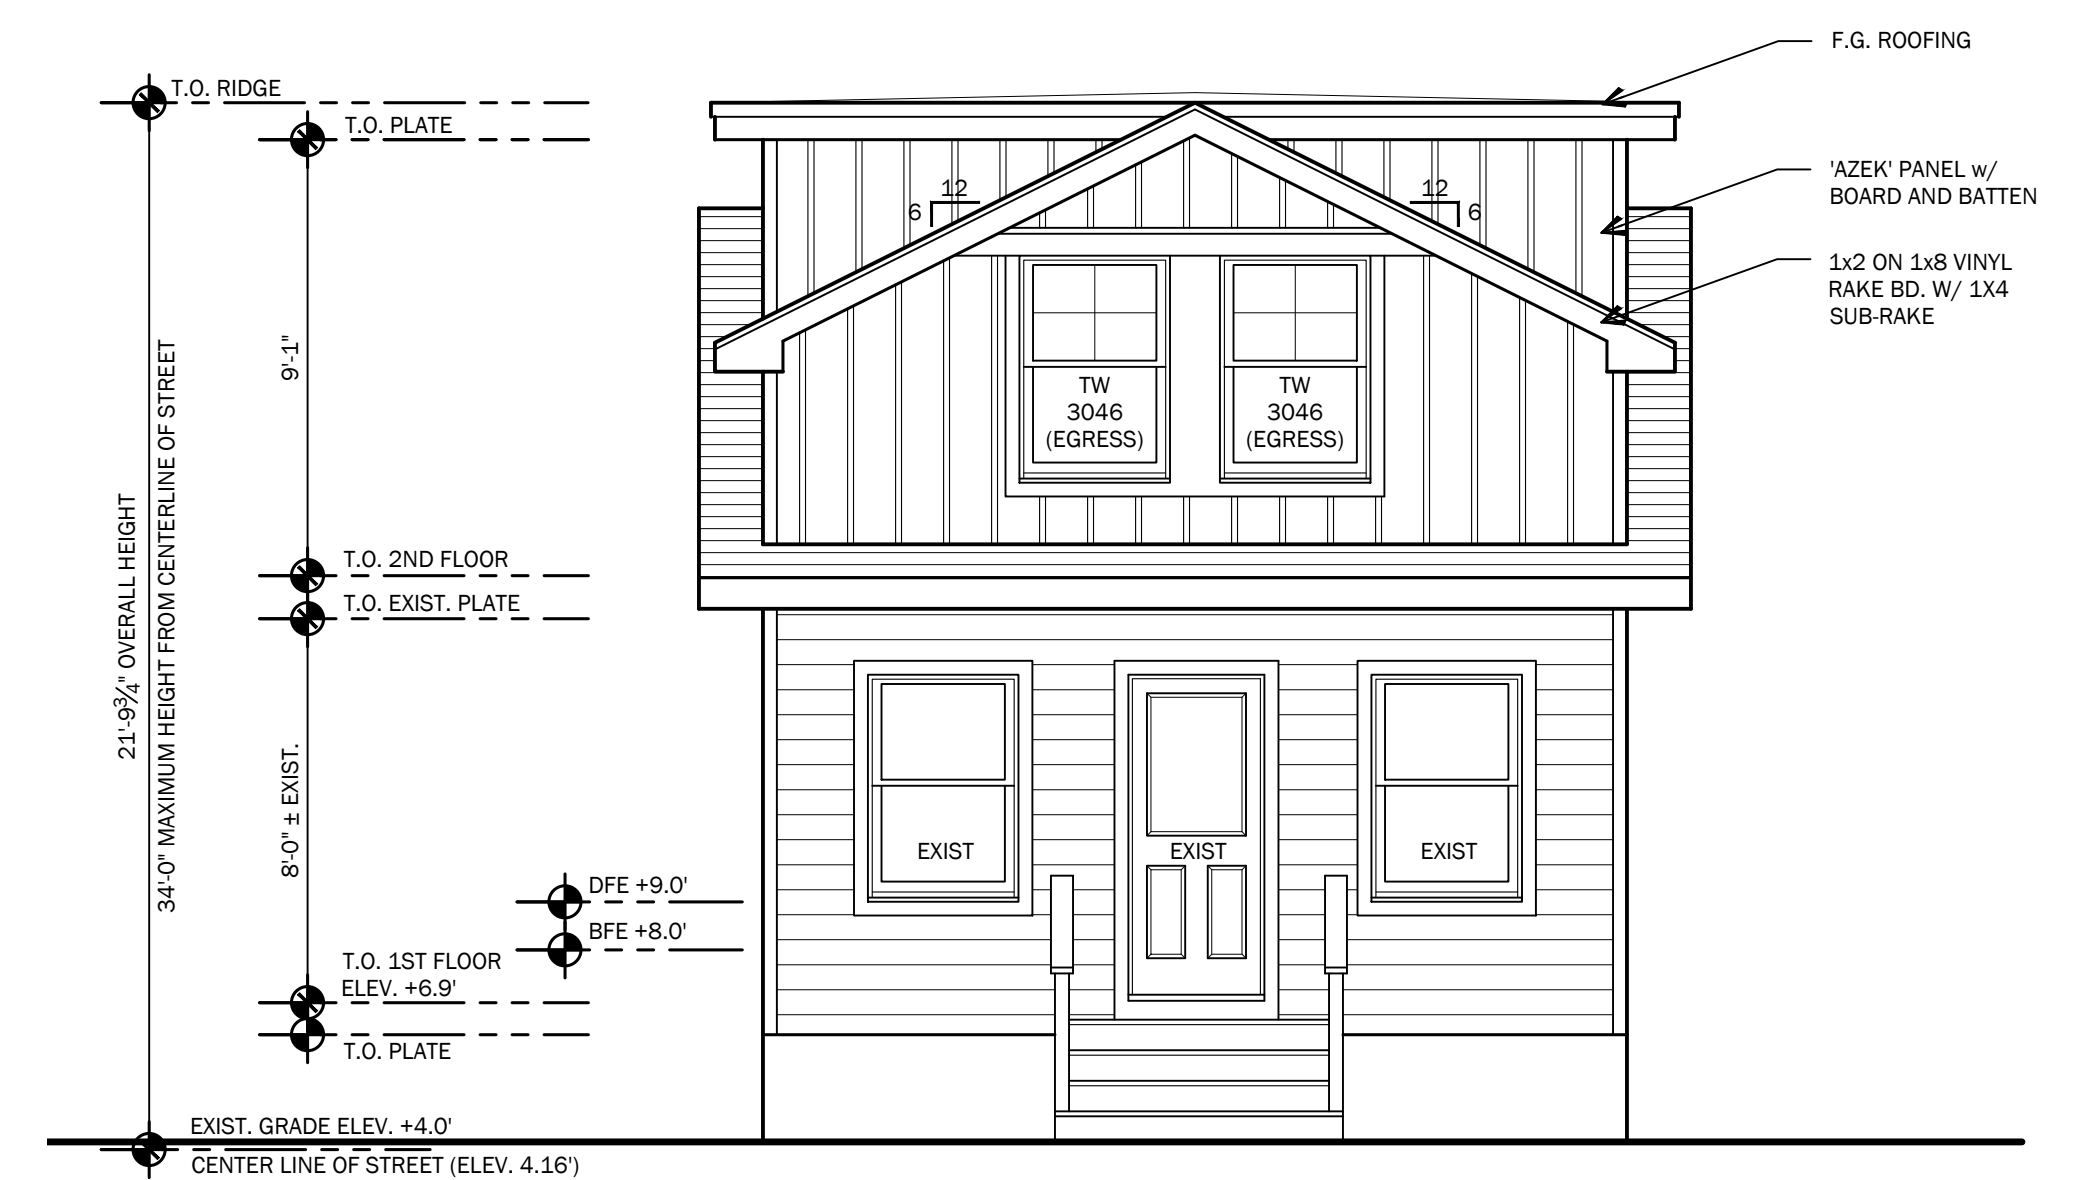 F.G. ROOFING
T.O. RIDGE
T.O. PLATE
'AZEK' PANEL w/
BOARD AND BATTEN
12
6
12
6
1x2 ON 1x8 VINYL
RAKE BD. W/ 1X4
SUB-RAKE
9'-1"
TW
3046
(EGRESS)
TW
3046
(EGRESS)
21'-9¾" OVERALL HEIGHT
34'-0" MAXIMUM HEIGHT FROM CENTERLINE OF STREET
T.O. 2ND FLOOR
T.O. EXIST. PLATE
8'-0" ± EXIST.
EXIST
EXIST
EXIST
DFE +9.0'
BFE +8.0'
T.O. 1ST FLOOR
ELEV. +6.9'
T.O. PLATE
EXIST. GRADE ELEV. +4.0'
CENTER LINE OF STREET (ELEV. 4.16')